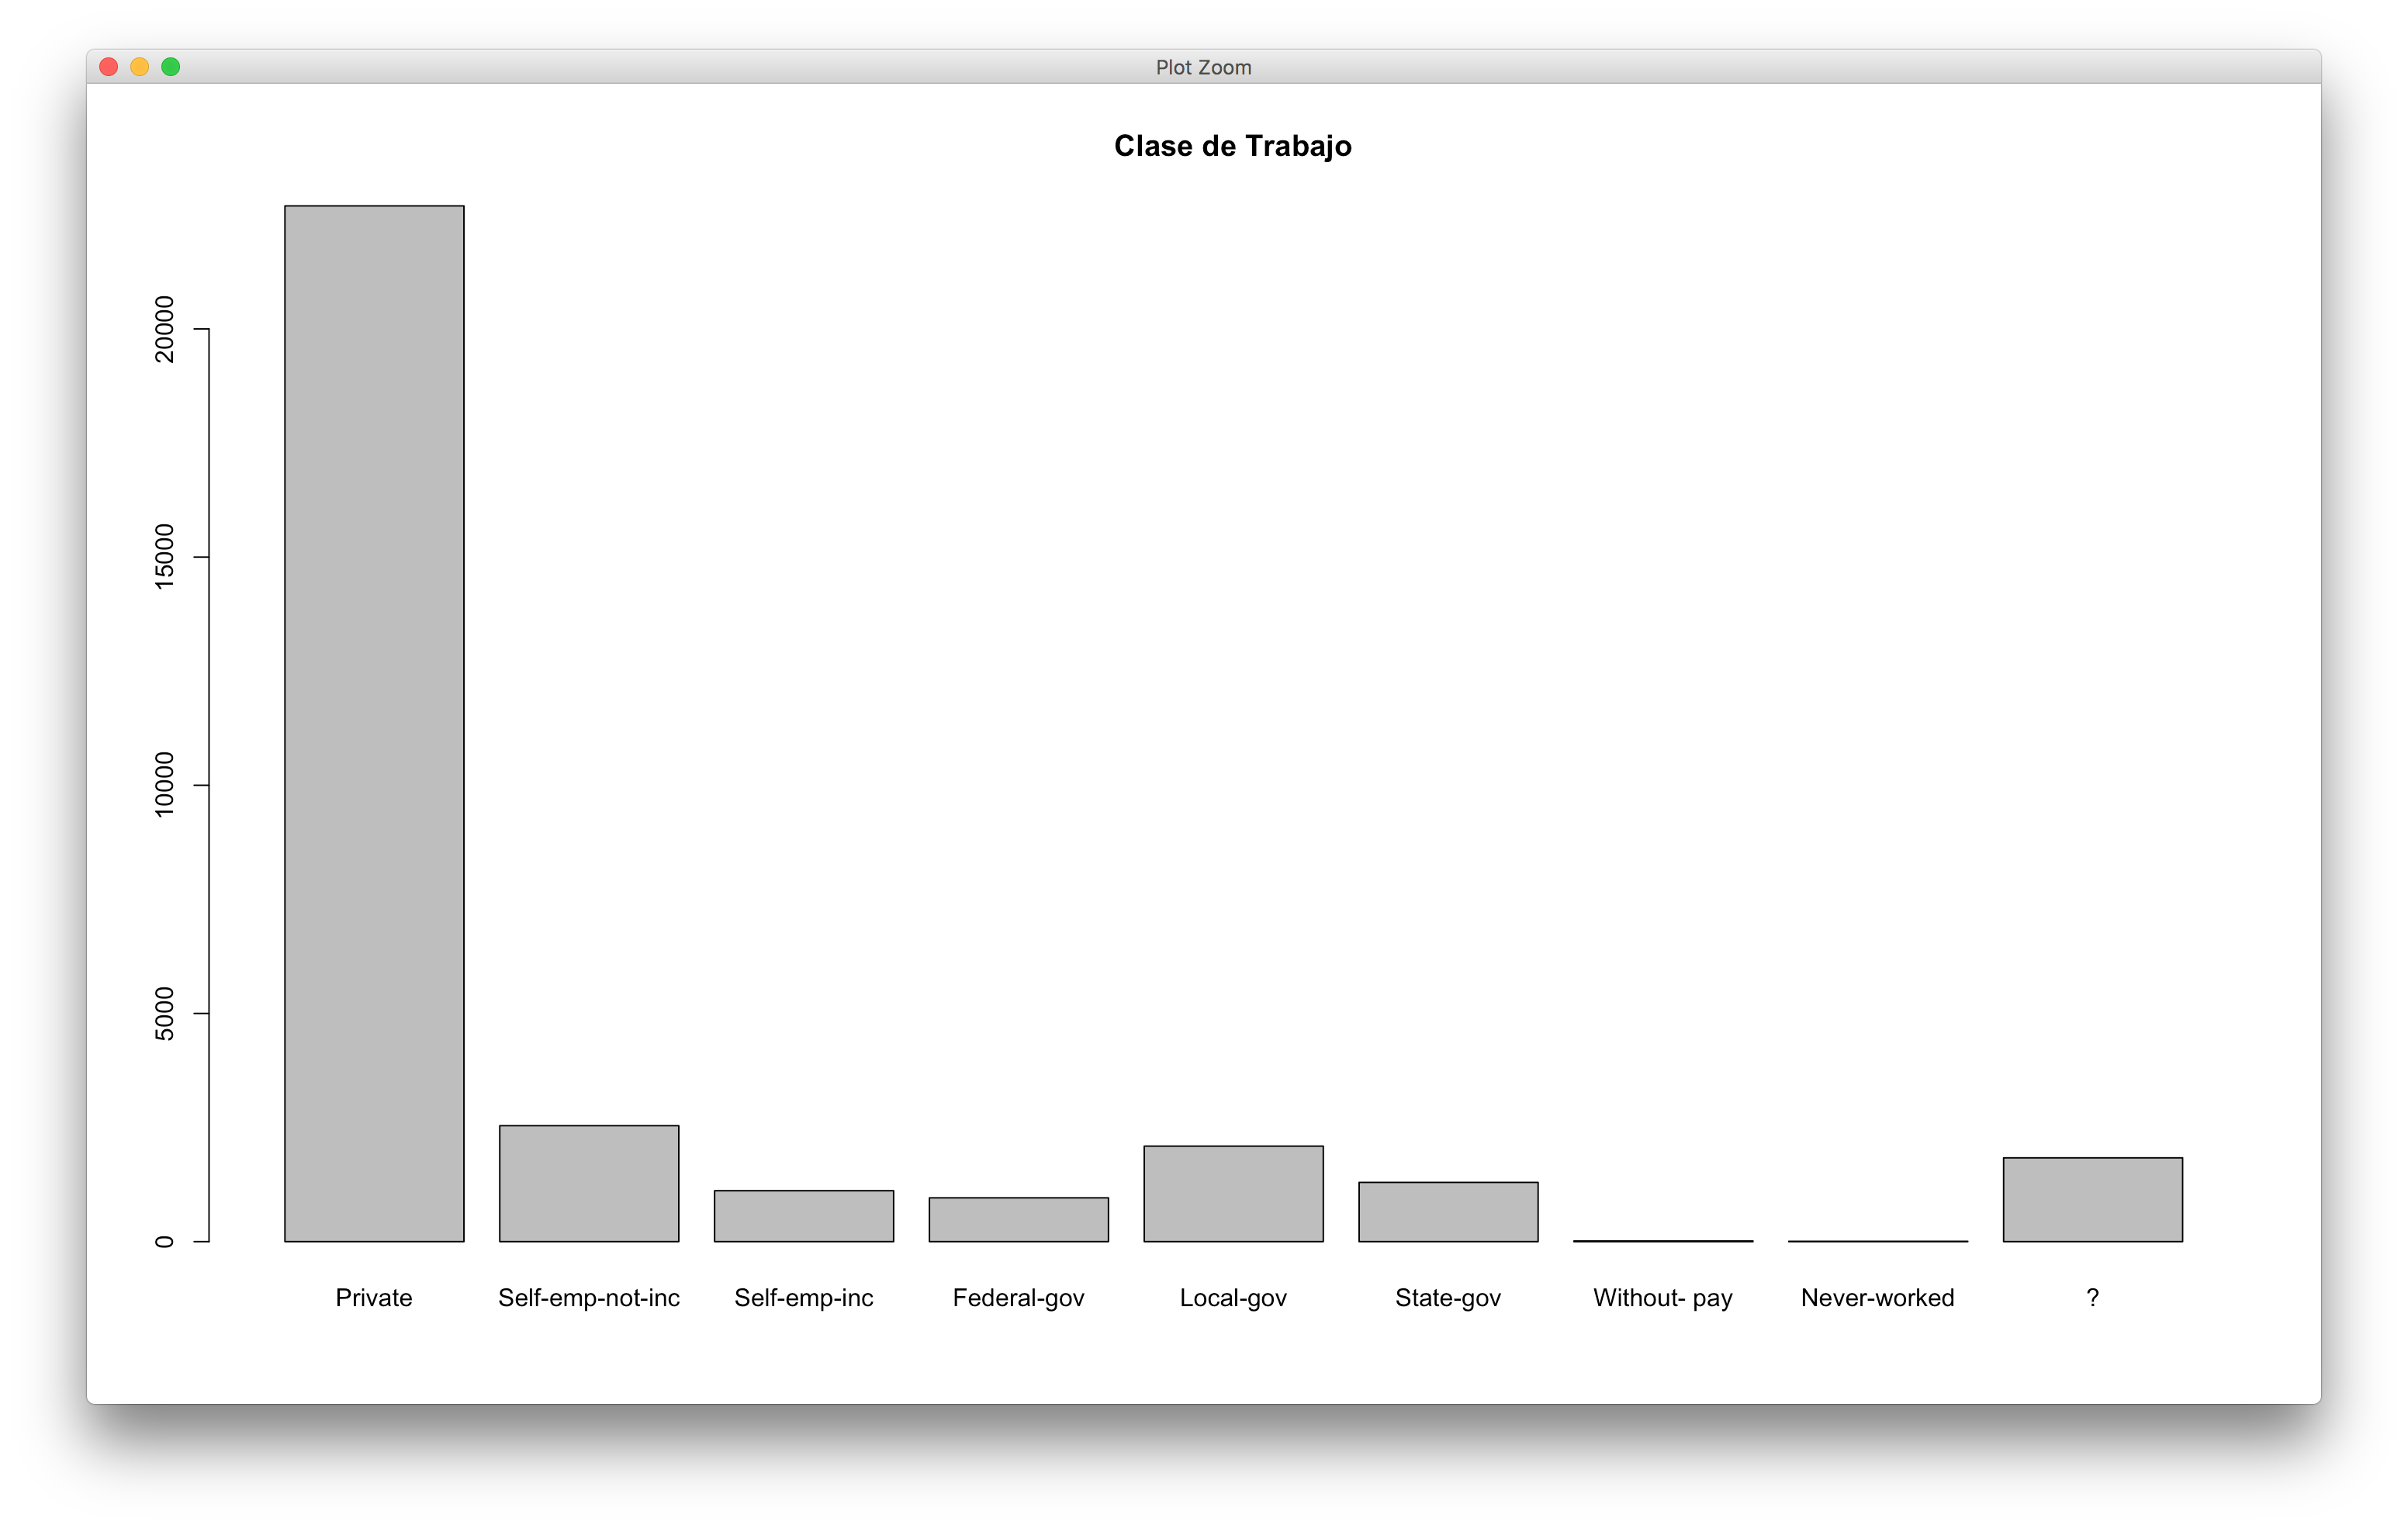 Plot Zoom
Clase de Trabajo
20000
15000
10000
5000
0
Private Self-emp-not-inc Self-emp-inc Federal-gov Local-gov State-gov Without- pay Never-worked ?